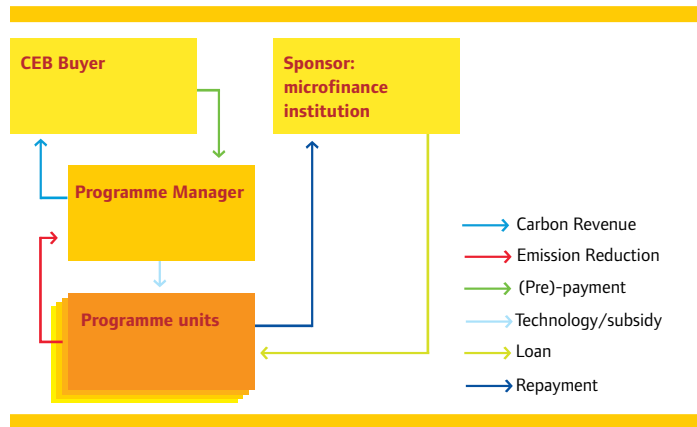 CEB Buyer
Sponsor:
microfinance
institution
Programme Manager
Programme units
Carbon Revenue
Emission Reduction
(Pre)-payment
Technology/subsidy
Loan
Repayment